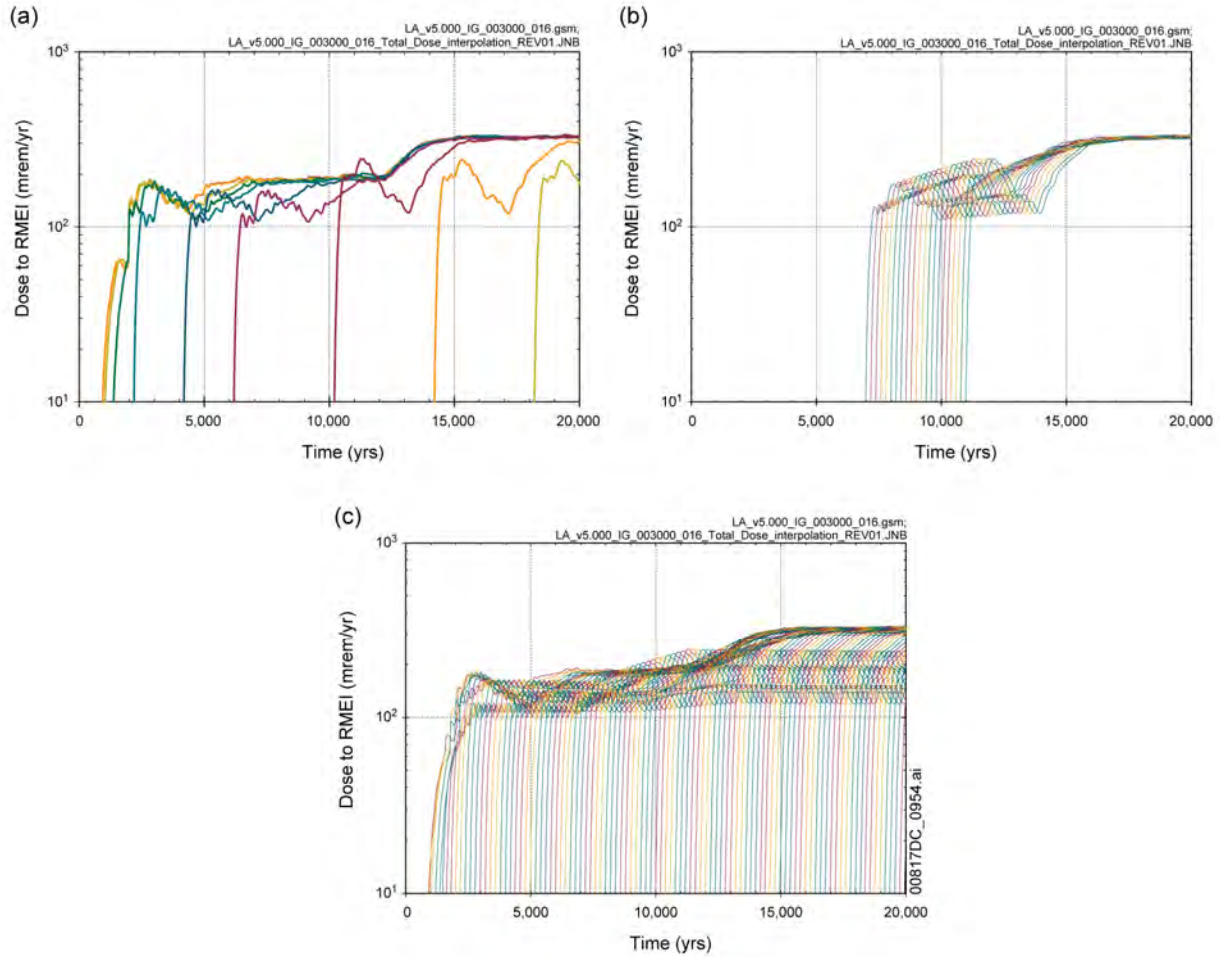 (a)
LA_v5.000_IG_003000_016.gsm;
LA_v5.000_IG_003000_016_Total_Dose_interpolation_REV01.JNB
10³
10²
10¹
Dose to RMEI (mrem/yr)
0 5,000 10,000 15,000 20,000
Time (yrs)
(b)
LA_v5.000_IG_003000_016.gsm;
LA_v5.000_IG_003000_016_Total_Dose_interpolation_REV01.JNB
10³
10²
10¹
Dose to RMEI (mrem/yr)
0 5,000 10,000 15,000 20,000
Time (yrs)
(c)
LA_v5.000_IG_003000_016.gsm;
LA_v5.000_IG_003000_016_Total_Dose_interpolation_REV01.JNB
10³
10²
10¹
Dose to RMEI (mrem/yr)
0 5,000 10,000 15,000 20,000
Time (yrs)
00817DC_0954.ai